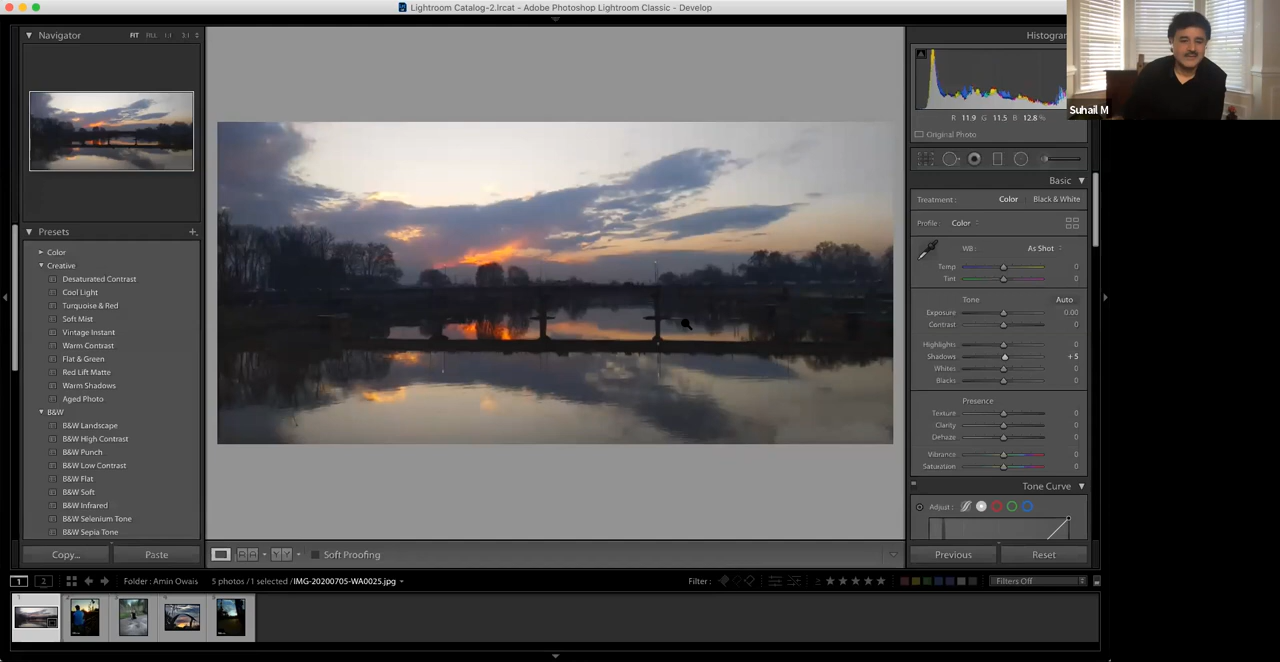 Lightroom Catalog-2.lrcat - Adobe Photoshop Lightroom Classic - Develop
Navigator FIT FILL 1:1 3:1
Presets
Color
Creative
Desaturated Contrast
Cool Light
Turquoise & Red
Soft Mist
Vintage Instant
Warm Contrast
Flat & Green
Red Lift Matte
Warm Shadows
Aged Photo
B&W
B&W Landscape
B&W High Contrast
B&W Punch
B&W Low Contrast
B&W Flat
B&W Soft
B&W Infrared
B&W Selenium Tone
B&W Sepia Tone
Copy... Paste
Soft Proofing
Histogra
R 11.9 G 11.5 B 12.8 %
Original Photo
Basic
Treatment : Color Black & White
Profile : Color
WB : As Shot
Temp 0
Tint 0
Tone Auto
Exposure 0.00
Contrast 0
Highlights 0
Shadows + 5
Whites 0
Blacks 0
Presence
Texture 0
Clarity 0
Dehaze 0
Vibrance 0
Saturation 0
Tone Curve
Adjust :
Previous Reset
Suhail M
1 2 Folder : Amin Owais 5 photos / 1 selected / IMG-20200705-WA0025.jpg Filter : Filters Off